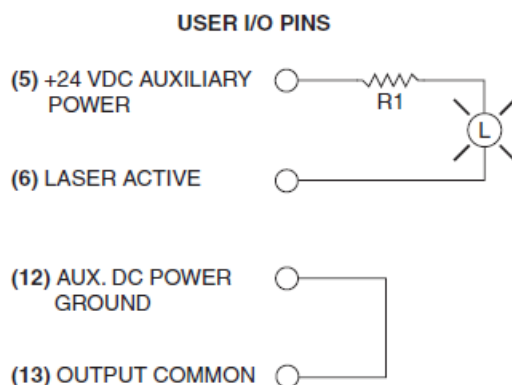 USER I/O PINS
(5) +24 VDC AUXILIARY
POWER
R1
L
(6) LASER ACTIVE
(12) AUX. DC POWER
GROUND
(13) OUTPUT COMMON